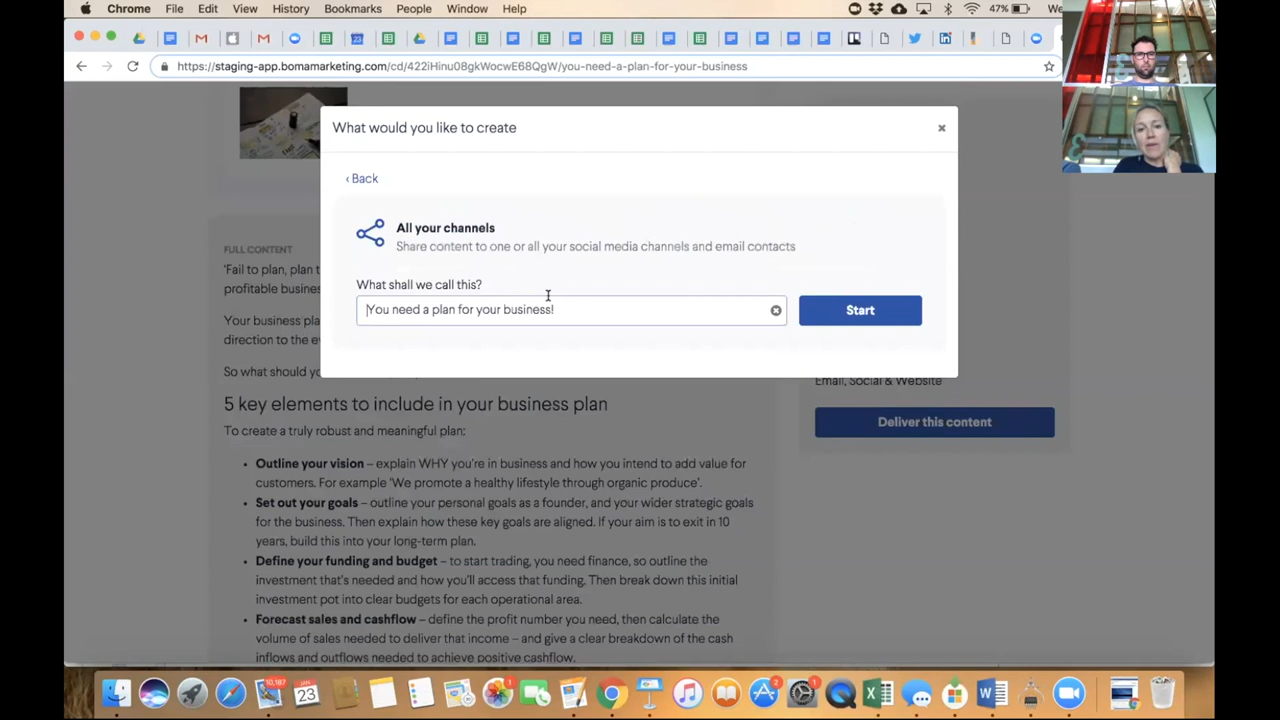 Chrome File Edit View History Bookmarks People Window Help 47% We
23
https://staging-app.bomamarketing.com/cd/422iHinu08gkWocwE68QgW/you-need-a-plan-for-your-business
What would you like to create
‹ Back
All your channels
Share content to one or all your social media channels and email contacts
What shall we call this?
You need a plan for your business!
Start
FULL CONTENT
'Fail to plan, plan t
profitable busines
Your business pla
direction to the ev
So what should yo
Email, Social & Website
Deliver this content
5 key elements to include in your business plan
To create a truly robust and meaningful plan:
• Outline your vision – explain WHY you're in business and how you intend to add value for
customers. For example 'We promote a healthy lifestyle through organic produce'.
• Set out your goals – outline your personal goals as a founder, and your wider strategic goals
for the business. Then explain how these key goals are aligned. If your aim is to exit in 10
years, build this into your long-term plan.
• Define your funding and budget – to start trading, you need finance, so outline the
investment that's needed and how you'll access that funding. Then break down this initial
investment pot into clear budgets for each operational area.
• Forecast sales and cashflow – define the profit number you need, then calculate the
volume of sales needed to deliver that income – and give a clear breakdown of the cash
inflows and outflows needed to achieve positive cashflow.
10,187
JAN
23
1
2
1